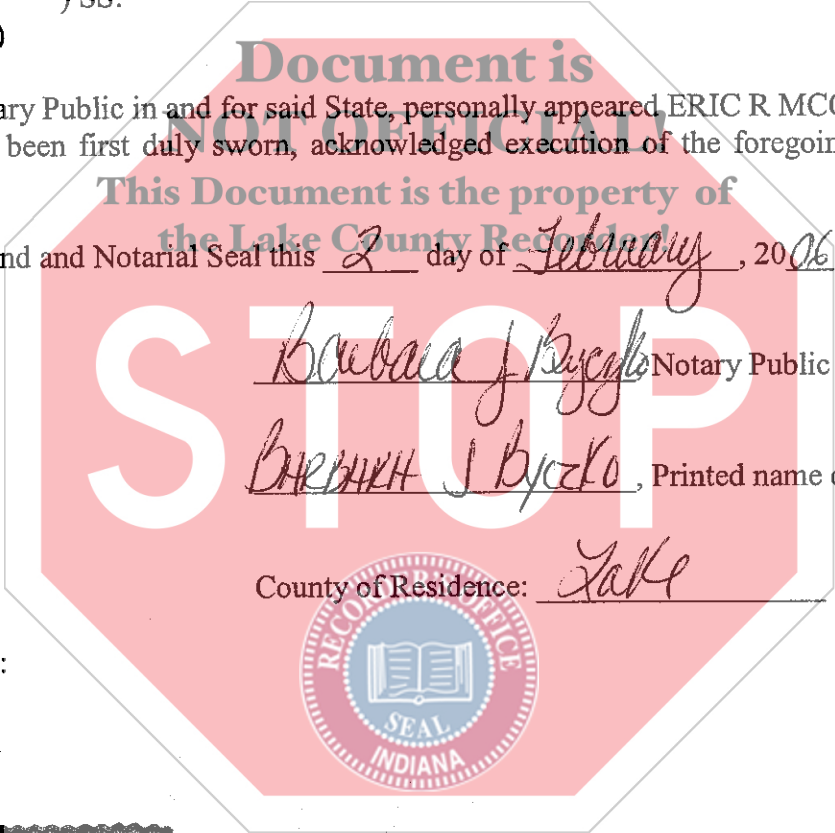 ) SS.
)
Document is
ary Public in and for said State, personally appeared ERIC R MCC
NOT OFFICIAL!
been first duly sworn, acknowledged execution of the foregoin
This Document is the property of
the Lake County Recorder!
nd and Notarial Seal this 2 day of February, 2006
STOP
Barbara J Byczko Notary Public
BARBARA J Byczko, Printed name
County of Residence: Lake
RECORDER'S OFFICE
SEAL
INDIANA
: